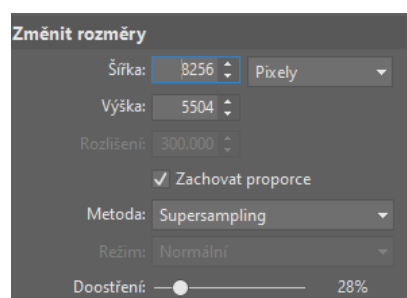 Změnit rozměry
Šířka: 8256 Pixely
Výška: 5504
Rozlišení: 300.000
Zachovat proporce
Metoda: Supersampling
Režim: Normální
Doostření: 28%